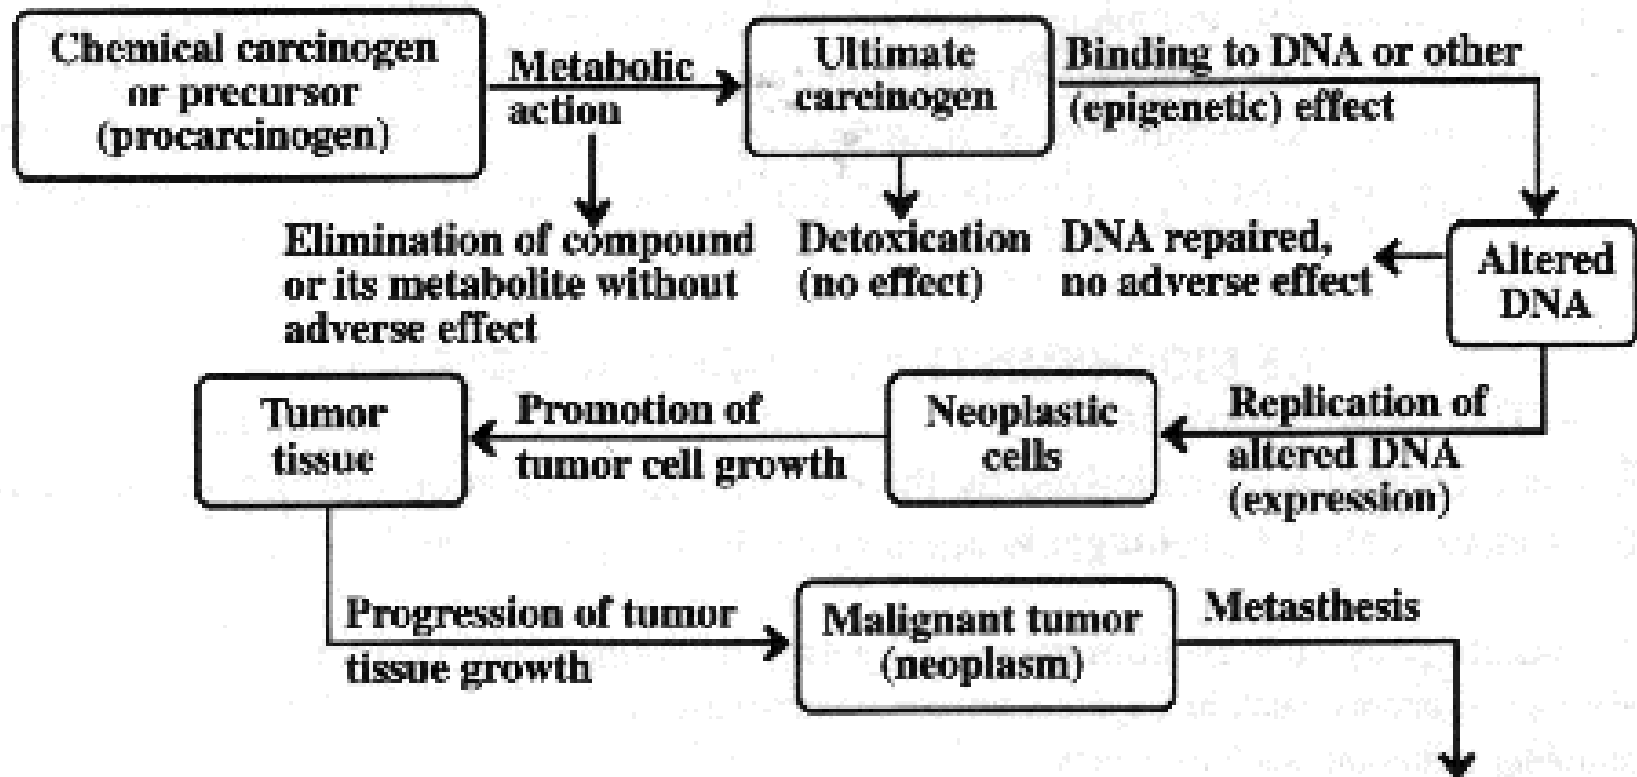 Chemical carcinogen
or precursor
(procarcinogen)
Metabolic
action
Ultimate
carcinogen
Binding to DNA or other
(epigenetic) effect
Elimination of compound
or its metabolite without
adverse effect
Detoxication
(no effect)
DNA repaired,
no adverse effect
Altered
DNA
Tumor
tissue
Promotion of
tumor cell growth
Neoplastic
cells
Replication of
altered DNA
(expression)
Progression of tumor
tissue growth
Malignant tumor
(neoplasm)
Metasthesis